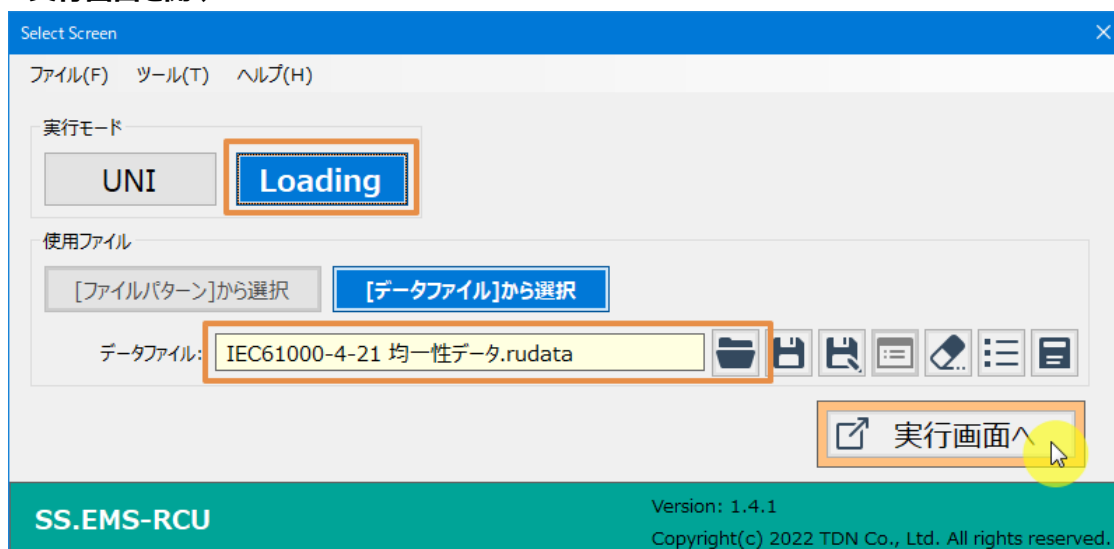 Select Screen
ファイル(F) ツール(T) ヘルプ(H)
実行モード
UNI Loading
使用ファイル
[ファイルパターン]から選択 [データファイル]から選択
データファイル: IEC61000-4-21 均一性データ.rudata
実行画面へ
SS.EMS-RCU
Version: 1.4.1
Copyright(c) 2022 TDN Co., Ltd. All rights reserved.